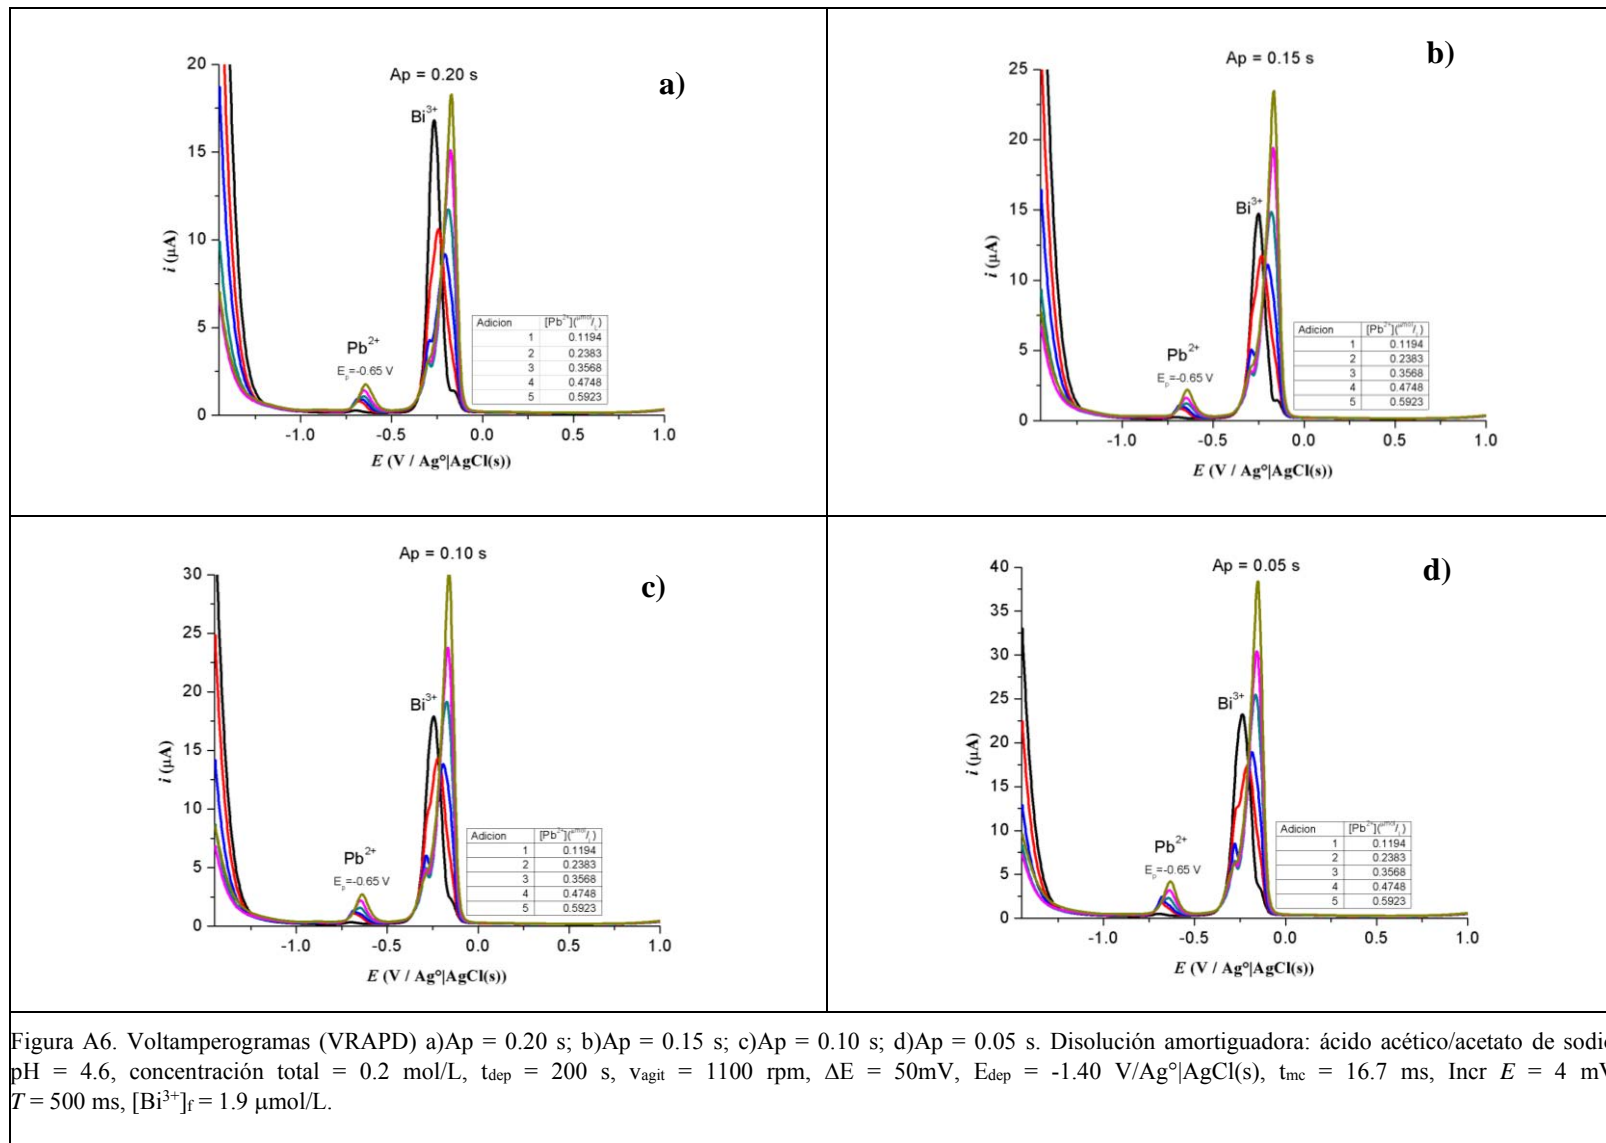 a)
Ap = 0.20 s
Bi3+
Pb2+
Ep=-0.65 V
20
15
10
5
0
i (μA)
Adicion [Pb2+](μmol/L)
1 0.1194
2 0.2383
3 0.3568
4 0.4748
5 0.5923
-1.0 -0.5 0.0 0.5 1.0
E (V / Ag°|AgCl(s))
b)
Ap = 0.15 s
Bi3+
Pb2+
Ep=-0.65 V
25
20
15
10
5
0
i (μA)
Adicion [Pb2+](μmol/L)
1 0.1194
2 0.2383
3 0.3568
4 0.4748
5 0.5923
-1.0 -0.5 0.0 0.5 1.0
E (V / Ag°|AgCl(s))
c)
Ap = 0.10 s
Bi3+
Pb2+
Ep=-0.65 V
30
25
20
15
10
5
0
i (μA)
Adicion [Pb2+](μmol/L)
1 0.1194
2 0.2383
3 0.3568
4 0.4748
5 0.5923
-1.0 -0.5 0.0 0.5 1.0
E (V / Ag°|AgCl(s))
d)
Ap = 0.05 s
Bi3+
Pb2+
Ep=-0.65 V
40
35
30
25
20
15
10
5
0
i (μA)
Adicion [Pb2+](μmol/L)
1 0.1194
2 0.2383
3 0.3568
4 0.4748
5 0.5923
-1.0 -0.5 0.0 0.5 1.0
E (V / Ag°|AgCl(s))
Figura A6. Voltamperogramas (VRAPD) a)Ap = 0.20 s; b)Ap = 0.15 s; c)Ap = 0.10 s; d)Ap = 0.05 s. Disolución amortiguadora: ácido acético/acetato de sodio
pH = 4.6, concentración total = 0.2 mol/L, tdep = 200 s, vagit = 1100 rpm, ΔE = 50mV, Edep = -1.40 V/Ag°|AgCl(s), tmc = 16.7 ms, Incr E = 4 mV
T = 500 ms, [Bi3+]f = 1.9 μmol/L.